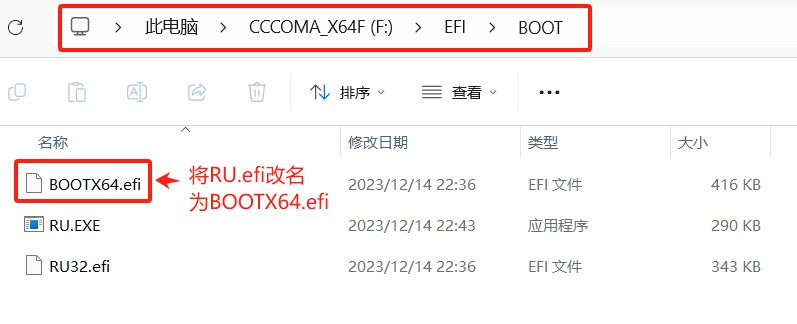 此电脑 > CCCOMA_X64F (F:) > EFI > BOOT
排序 查看
名称 修改日期 类型 大小
BOOTX64.efi 2023/12/14 22:36 EFI 文件 416 KB
将RU.efi改名
为BOOTX64.efi
RU.EXE 2023/12/14 22:43 应用程序 290 KB
RU32.efi 2023/12/14 22:36 EFI 文件 343 KB